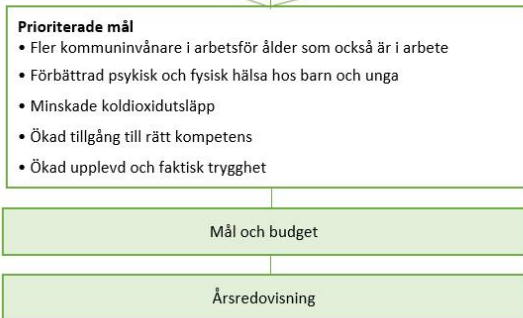 Prioriterade mål
• Fler kommuninvånare i arbetsför ålder som också är i arbete
• Förbättrad psykisk och fysisk hälsa hos barn och unga
• Minskade koldioxidutsläpp
• Ökad tillgång till rätt kompetens
• Ökad upplevd och faktisk trygghet
Mål och budget
Årsredovisning